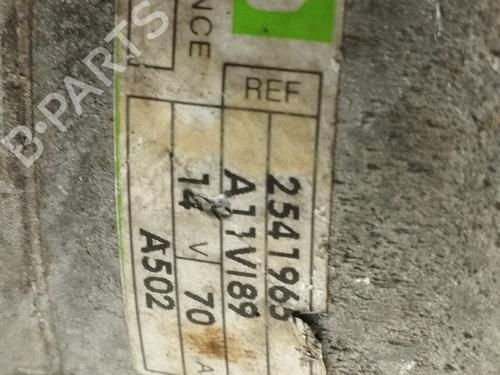 NCE
REF
2541965
A11VI89
14 V 70 A
A502
B-PARTS